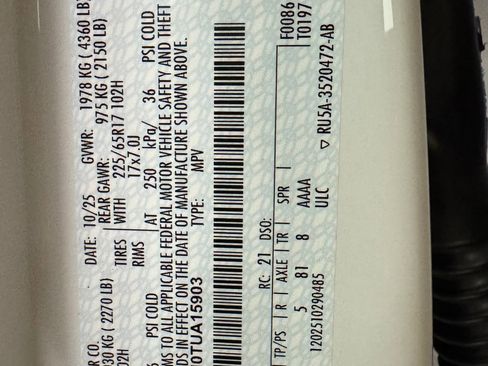 R CO.
DATE: 10/25 GVWR: 1978 KG ( 4360 LB)
30 KG ( 2270 LB) REAR GAWR: 975 KG ( 2150 LB)
02H TIRES WITH 225/65R17 102H
RIMS 17x7.0J
PSI COLD AT 250 kPa/ 36 PSI COLD
MS TO ALL APPLICABLE FEDERAL MOTOR VEHICLE SAFETY AND THEFT
DS IN EFFECT ON THE DATE OF MANUFACTURE SHOWN ABOVE.
0TUA15903 TYPE: MPV
F0086
T0197
RC: 21 DSO:
TP/PS R AXLE TR SPR
5 81 8 AAAA
1202510290485 ULC ▽ RU5A-3520472-AB